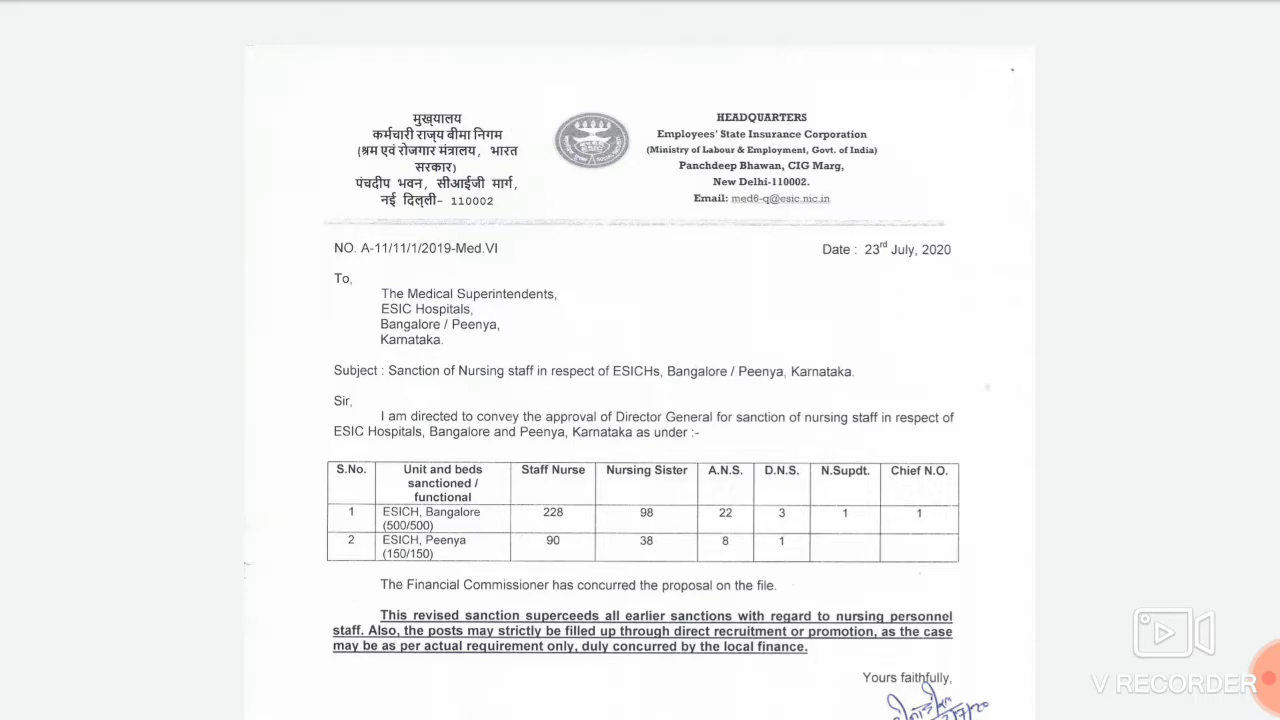 मुख्यालय
कर्मचारी राज्य बीमा निगम
(श्रम एवं रोजगार मंत्रालय, भारत
सरकार)
पंचदीप भवन, सीआईजी मार्ग,
नई दिल्ली- 110002
HEADQUARTERS
Employees' State Insurance Corporation
(Ministry of Labour & Employment, Govt. of India)
Panchdeep Bhawan, CIG Marg,
New Delhi-110002.
Email: med6-q@esic.nic.in
ESIC
NO. A-11/11/1/2019-Med.VI
Date : 23rd July, 2020
To,
The Medical Superintendents,
ESIC Hospitals,
Bangalore / Peenya,
Karnataka.
Subject : Sanction of Nursing staff in respect of ESICHs, Bangalore / Peenya, Karnataka.
Sir,
I am directed to convey the approval of Director General for sanction of nursing staff in respect of
ESIC Hospitals, Bangalore and Peenya, Karnataka as under :-
S.No. Unit and beds sanctioned / functional Staff Nurse Nursing Sister A.N.S. D.N.S. N.Supdt. Chief N.O.
1 ESICH, Bangalore (500/500) 228 98 22 3 1 1
2 ESICH, Peenya (150/150) 90 38 8 1
The Financial Commissioner has concurred the proposal on the file.
This revised sanction superceeds all earlier sanctions with regard to nursing personnel
staff. Also, the posts may strictly be filled up through direct recruitment or promotion, as the case
may be as per actual requirement only, duly concurred by the local finance.
Yours faithfully,
V RECORDER